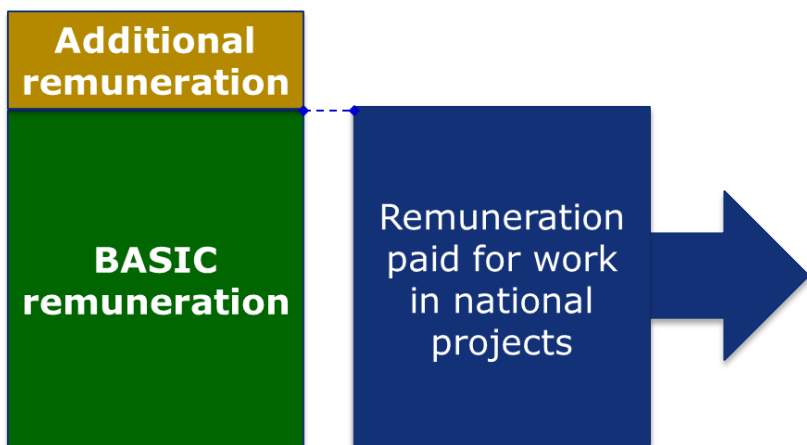 Additional
remuneration
BASIC
remuneration
Remuneration
paid for work
in national
projects